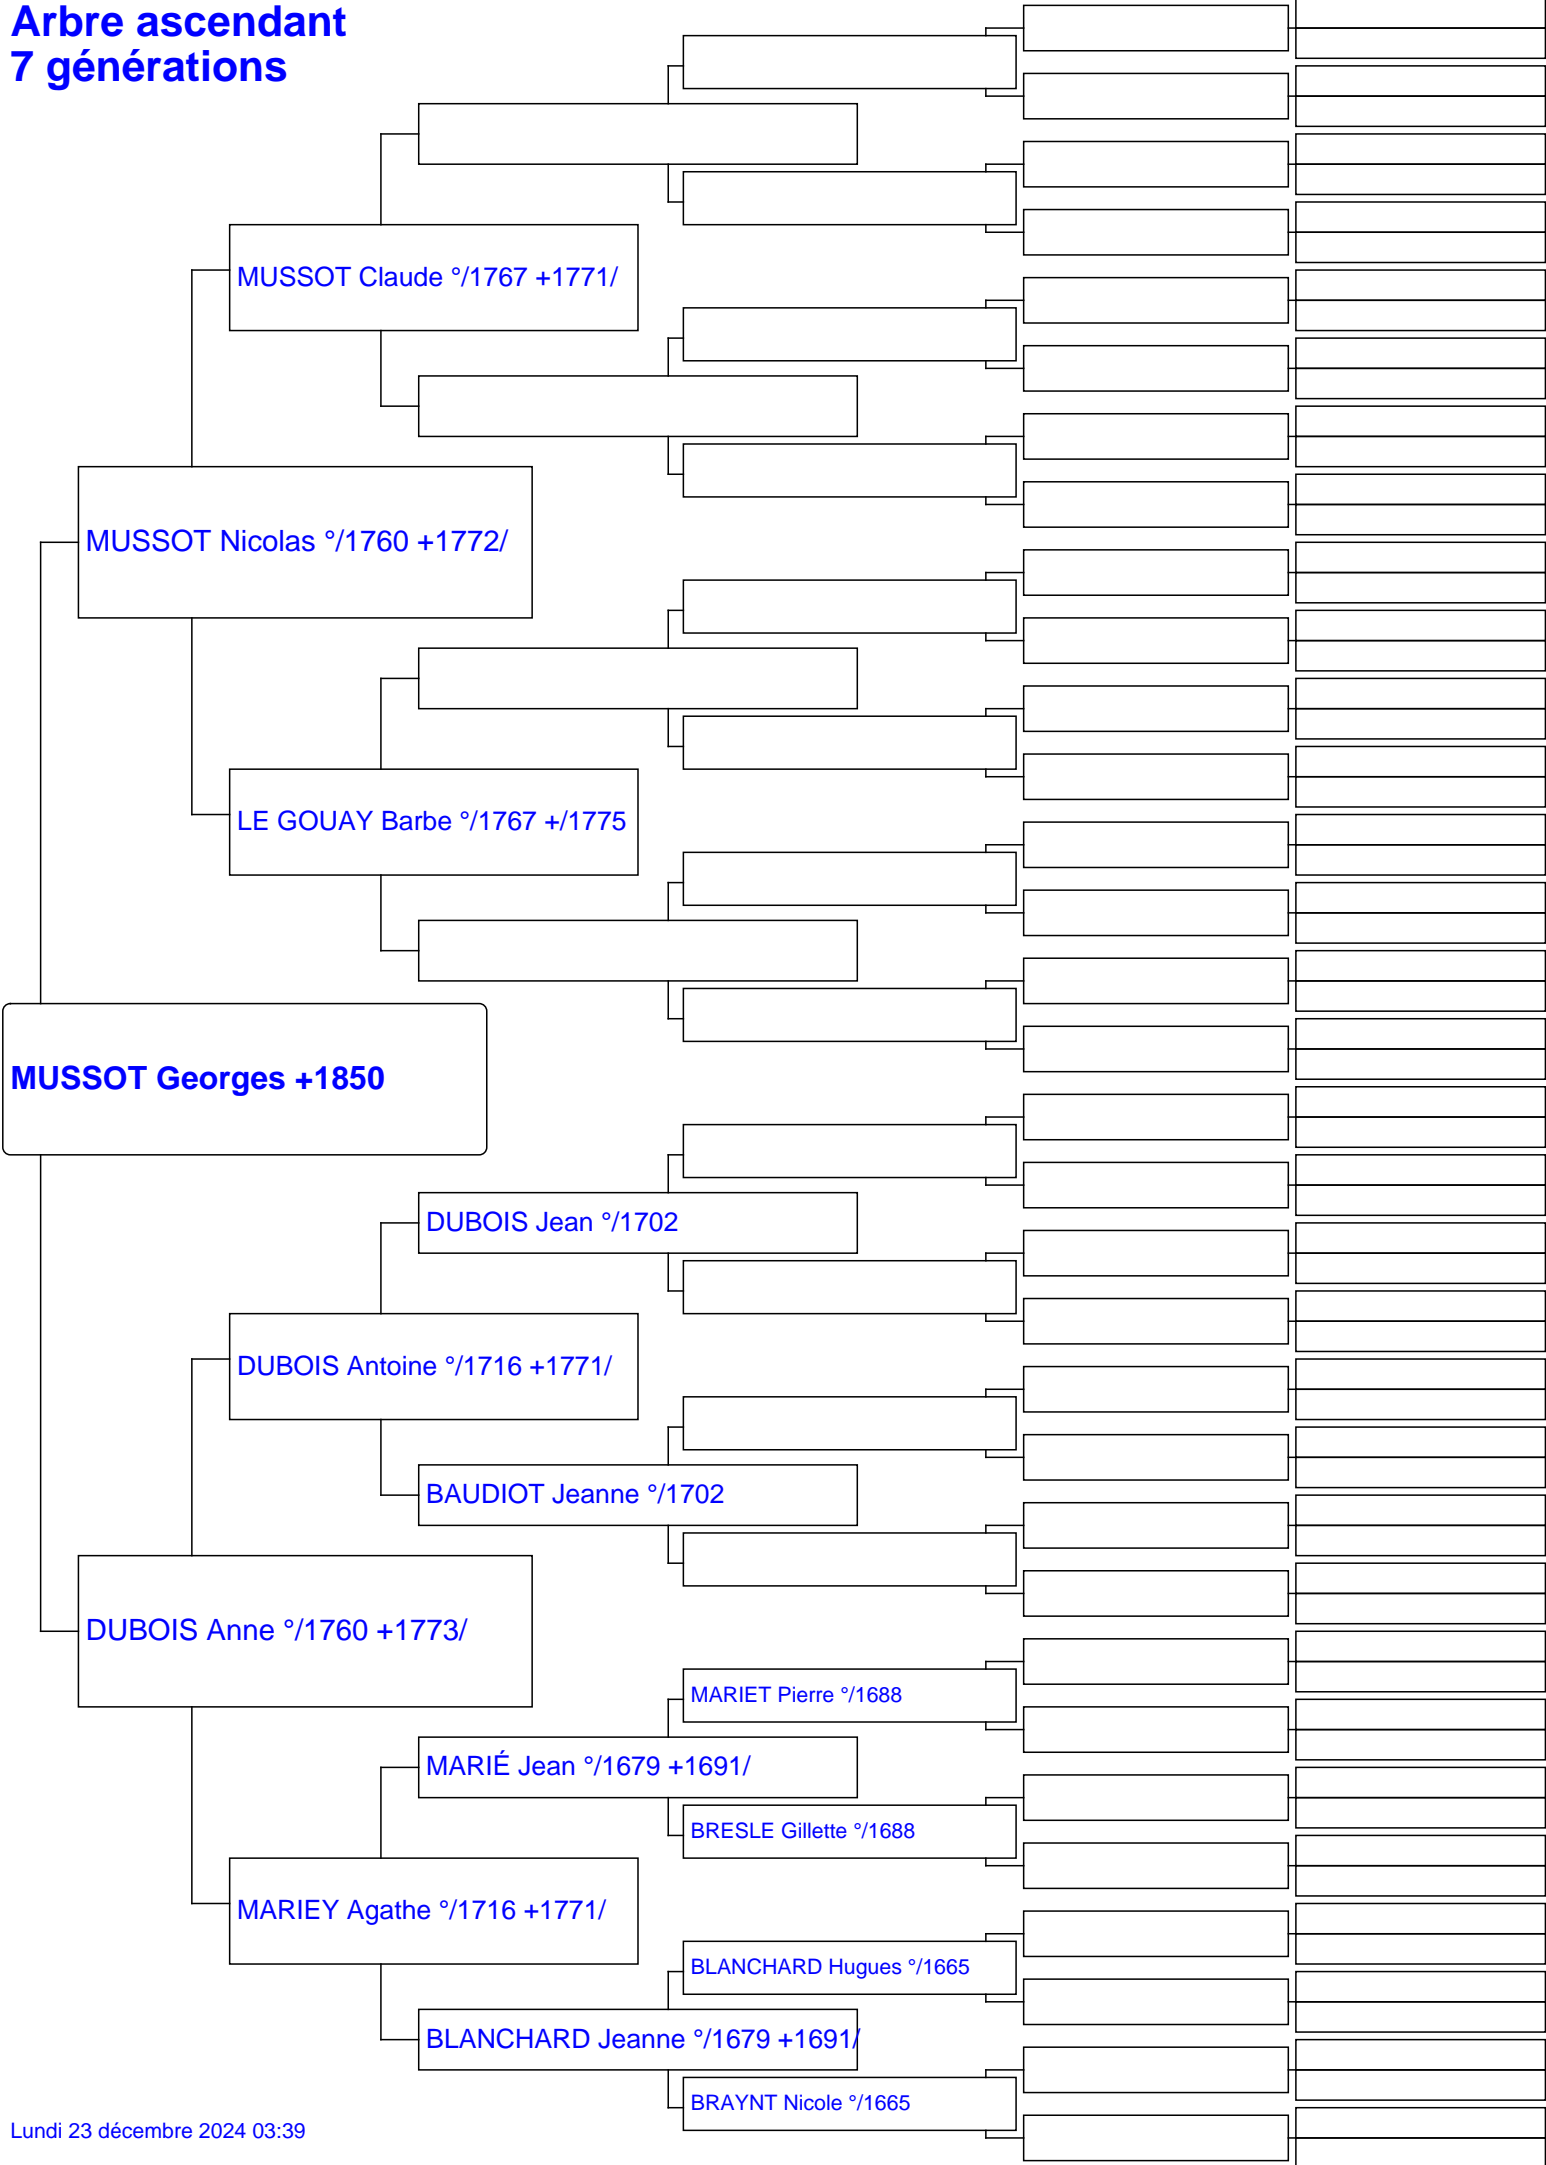 Arbre ascendant
7 générations
MUSSOT Claude °/1767 +1771/
MUSSOT Nicolas °/1760 +1772/
LE GOUAY Barbe °/1767 +/1775
MUSSOT Georges +1850
DUBOIS Jean °/1702
DUBOIS Antoine °/1716 +1771/
BAUDIOT Jeanne °/1702
DUBOIS Anne °/1760 +1773/
MARIET Pierre °/1688
MARIÉ Jean °/1679 +1691/
BRESLE Gillette °/1688
MARIEY Agathe °/1716 +1771/
BLANCHARD Hugues °/1665
BLANCHARD Jeanne °/1679 +1691/
BRAYNT Nicole °/1665
Lundi 23 décembre 2024 03:39